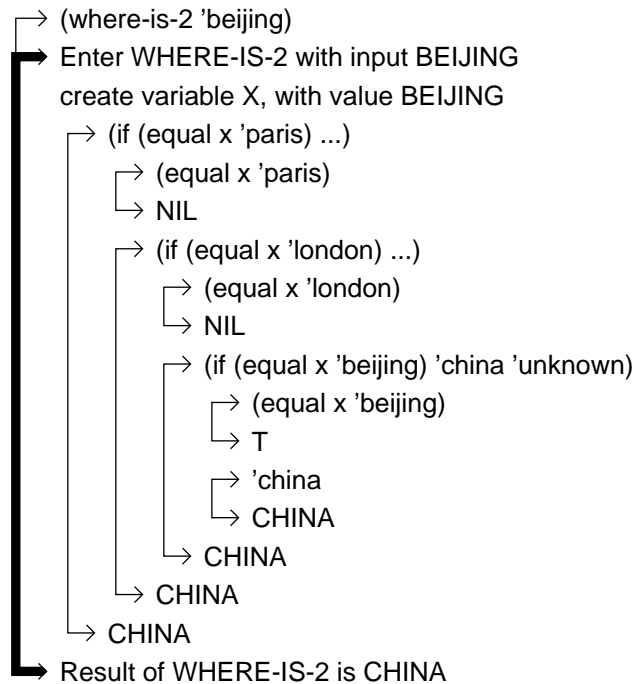 (where-is-2 ’beijing)
Enter WHERE-IS-2 with input BEIJING
create variable X, with value BEIJING
(if (equal x ’paris) ...)
(equal x ’paris)
NIL
(if (equal x ’london) ...)
(equal x ’london)
NIL
(if (equal x ’beijing) ’china ’unknown)
(equal x ’beijing)
T
’china
CHINA
CHINA
CHINA
CHINA
Result of WHERE-IS-2 is CHINA